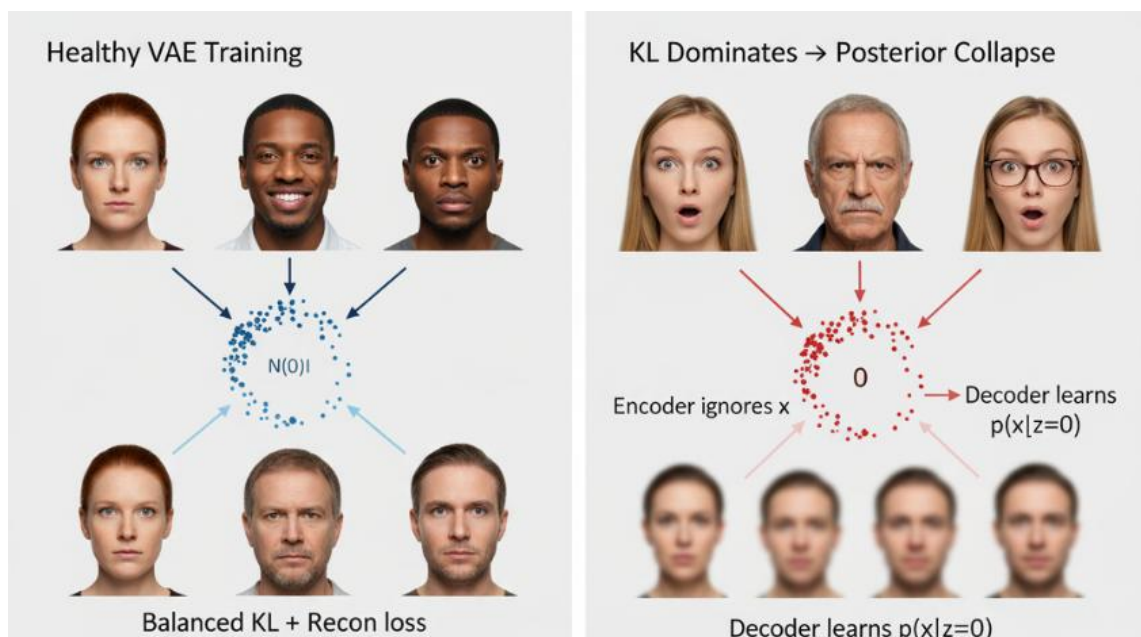 Healthy VAE Training
N(0)I
Balanced KL + Recon loss
KL Dominates → Posterior Collapse
0
Encoder ignores x
Decoder learns
p(x|z=0)
Decoder learns p(x|z=0)